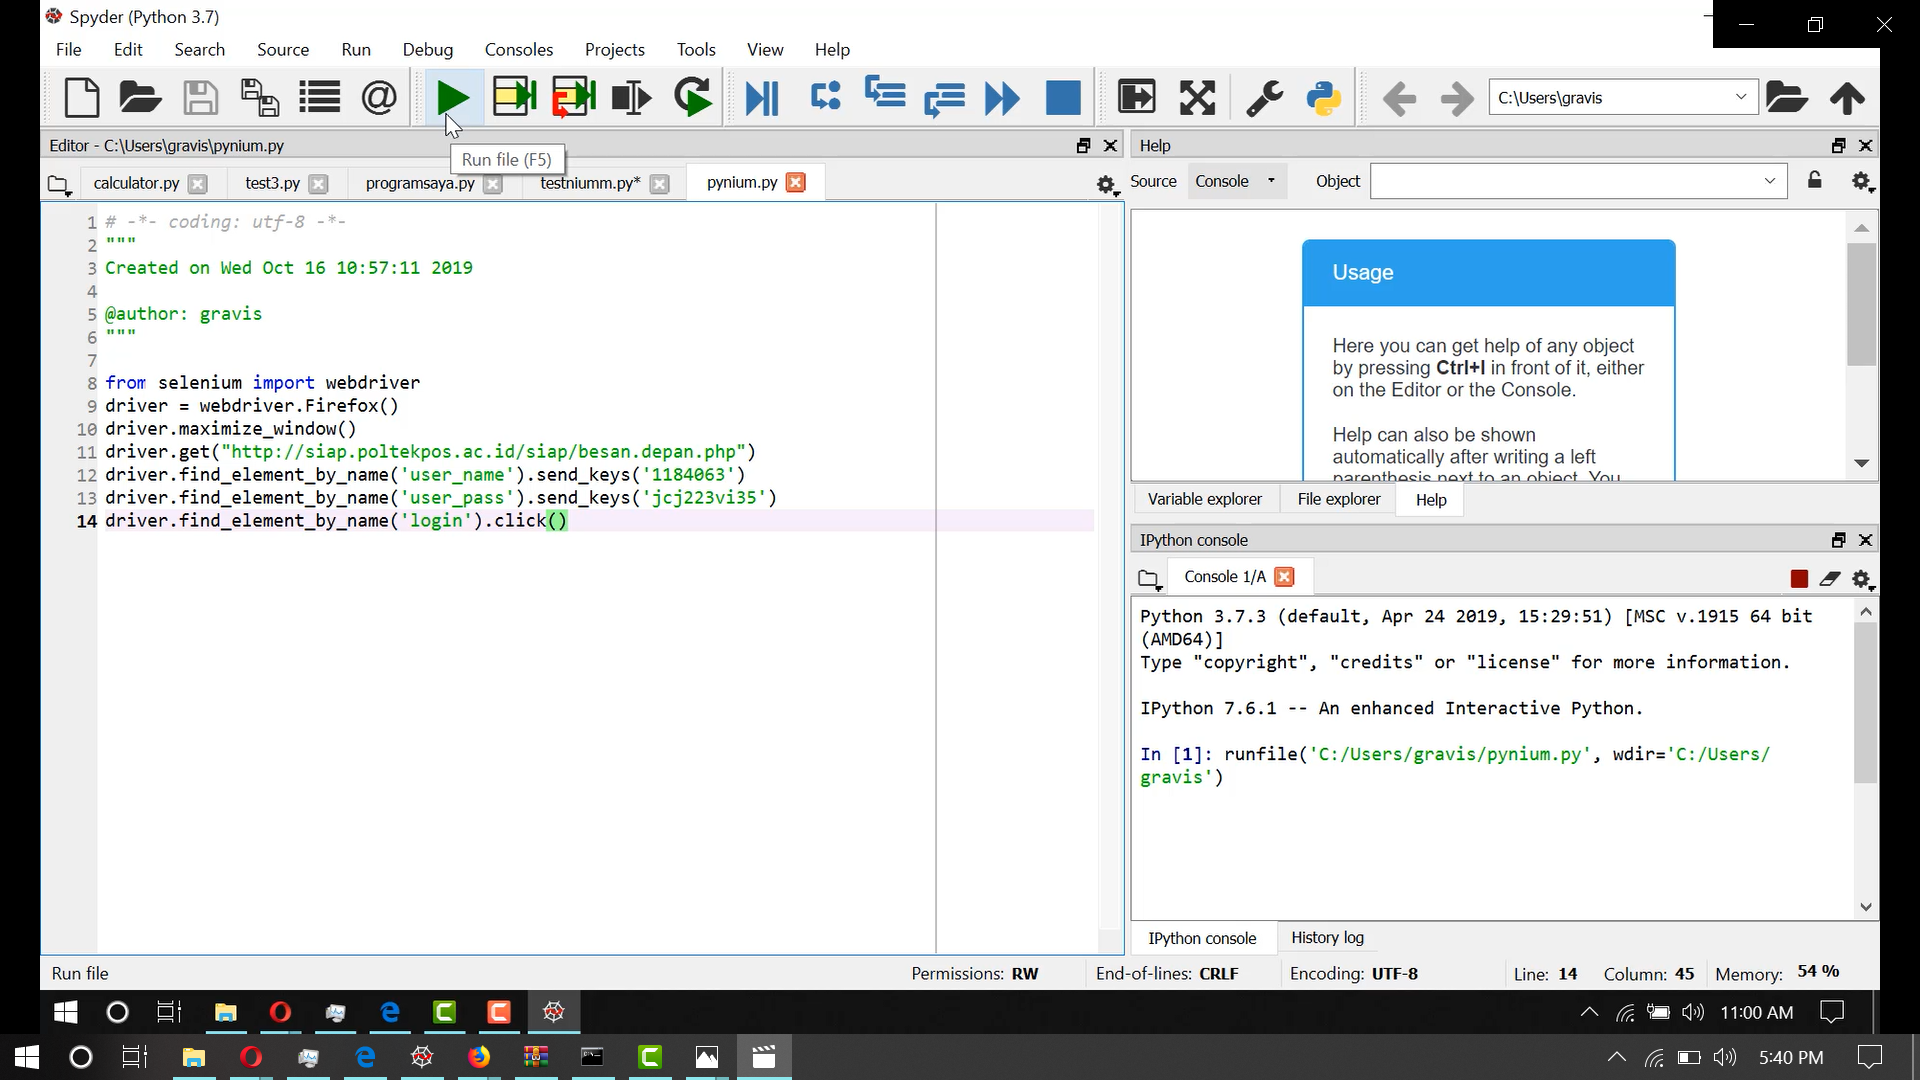 Spyder (Python 3.7)
File Edit Search Source Run Debug Consoles Projects Tools View Help
C:\Users\gravis
Editor - C:\Users\gravis\pynium.py
Run file (F5)
calculator.py test3.py programsaya.py testniumm.py* pynium.py
1 # -*- coding: utf-8 -*-
2 """
3 Created on Wed Oct 16 10:57:11 2019
4
5 @author: gravis
6 """
7
8 from selenium import webdriver
9 driver = webdriver.Firefox()
10 driver.maximize_window()
11 driver.get("http://siap.poltekpos.ac.id/siap/besan.depan.php")
12 driver.find_element_by_name('user_name').send_keys('1184063')
13 driver.find_element_by_name('user_pass').send_keys('jcj223vi35')
14 driver.find_element_by_name('login').click()
Help
Source Console Object
Usage
Here you can get help of any object
by pressing Ctrl+I in front of it, either
on the Editor or the Console.
Help can also be shown
automatically after writing a left
parenthesis next to an object. You
Variable explorer File explorer Help
IPython console
Console 1/A
Python 3.7.3 (default, Apr 24 2019, 15:29:51) [MSC v.1915 64 bit
(AMD64)]
Type "copyright", "credits" or "license" for more information.
IPython 7.6.1 -- An enhanced Interactive Python.
In [1]: runfile('C:/Users/gravis/pynium.py', wdir='C:/Users/
gravis')
IPython console History log
Run file Permissions: RW End-of-lines: CRLF Encoding: UTF-8 Line: 14 Column: 45 Memory: 54 %
11:00 AM
5:40 PM